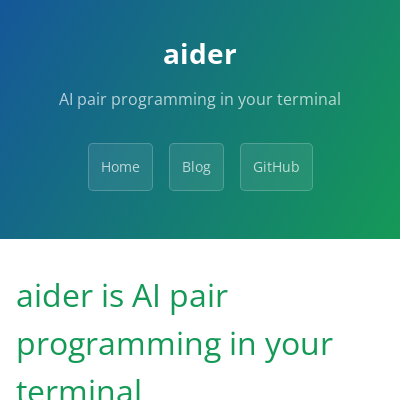 aider
AI pair programming in your terminal
Home
Blog
GitHub
aider is AI pair
programming in your
terminal